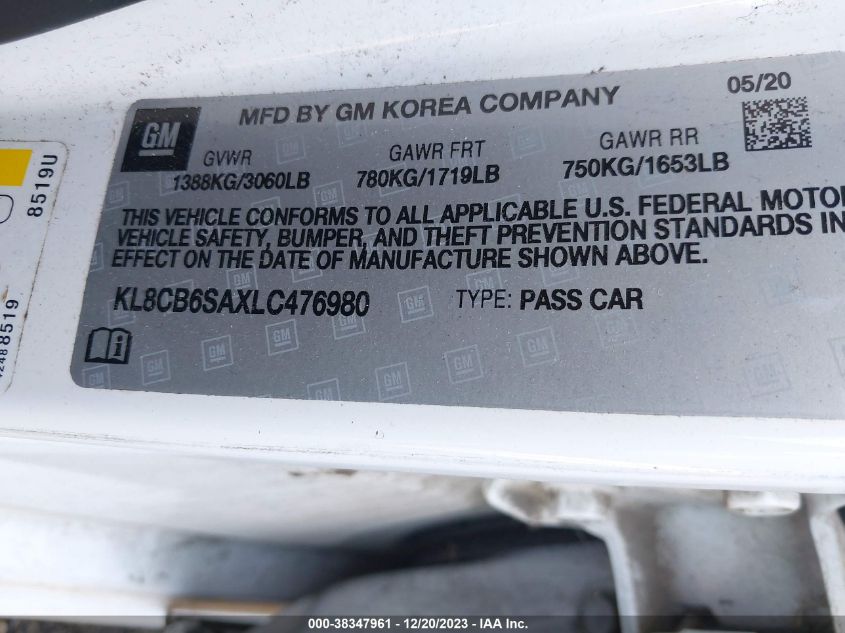 05/20
MFD BY GM KOREA COMPANY
GM
GVWR GAWR FRT GAWR RR
1388KG/3060LB 780KG/1719LB 750KG/1653LB
THIS VEHICLE CONFORMS TO ALL APPLICABLE U.S. FEDERAL MOTOR
VEHICLE SAFETY, BUMPER, AND THEFT PREVENTION STANDARDS IN
EFFECT ON THE DATE OF MANUFACTURE SHOWN ABOVE.
KL8CB6SAXLC476980 TYPE: PASS CAR
8519U
42488519
000-38347961 - 12/20/2023 - IAA Inc.